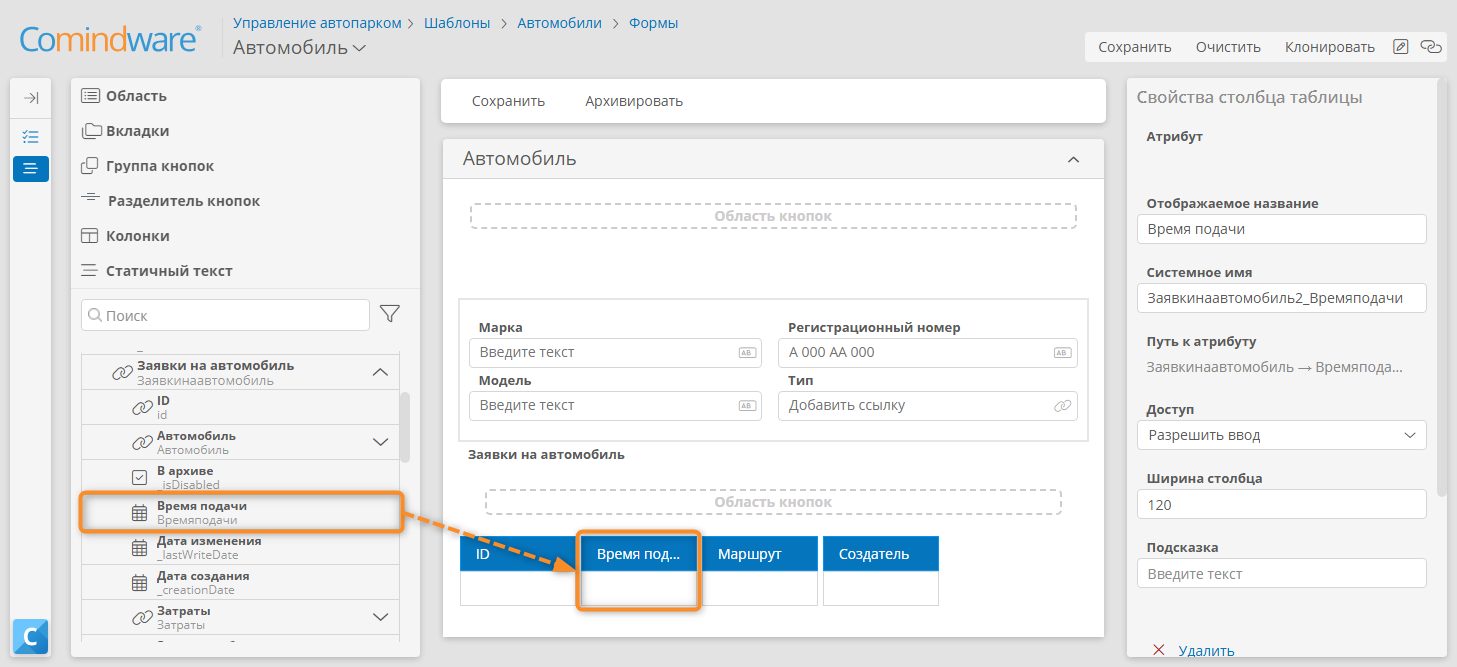 Comindware®
Управление автопарком > Шаблоны > Автомобили > Формы
Автомобиль
Сохранить Очистить Клонировать
Область
Вкладки
Группа кнопок
Разделитель кнопок
Колонки
Статичный текст
Поиск
Заявки на автомобиль
Заявкинаавтомобиль
ID
id
Автомобиль
Автомобиль
В архиве
_isDisabled
Время подачи
Времяподачи
Дата изменения
_lastWriteDate
Дата создания
_creationDate
Затраты
Затраты
C
Сохранить Архивировать
Автомобиль
Область кнопок
Марка
Введите текст AB
Регистрационный номер
А 000 АА 000 AB
Модель
Введите текст AB
Тип
Добавить ссылку
Заявки на автомобиль
Область кнопок
ID Время под... Маршрут Создатель
Свойства столбца таблицы
Атрибут
Отображаемое название
Время подачи
Системное имя
Заявкинаавтомобиль2_Времяподачи
Путь к атрибуту
Заявкинаавтомобиль → Времяпода...
Доступ
Разрешить ввод
Ширина столбца
120
Подсказка
Введите текст
Удалить